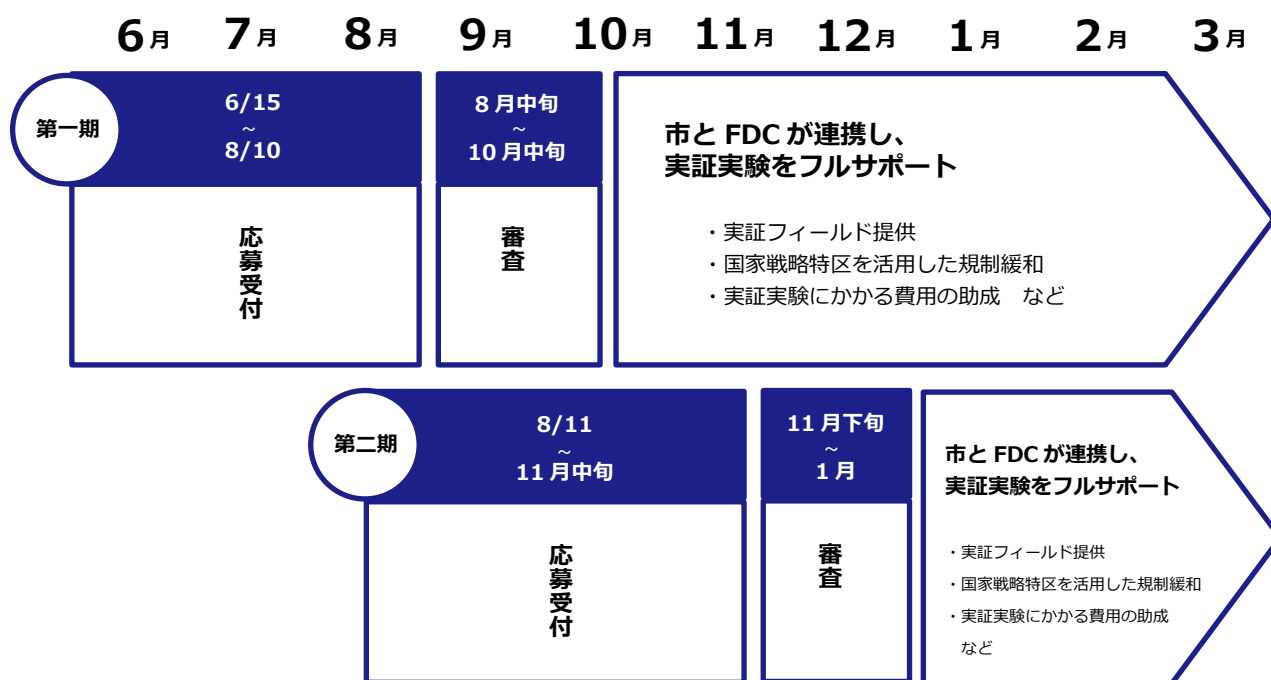 6月 7月 8月 9月 10月 11月 12月 1月 2月 3月
第一期
6/15
~
8/10
応募受付
8月中旬
~
10月中旬
審査
市と FDC が連携し、
実証実験をフルサポート
・実証フィールド提供
・国家戦略特区を活用した規制緩和
・実証実験にかかる費用の助成　など
第二期
8/11
~
11月中旬
応募受付
11月下旬
~
1月
審査
市と FDC が連携し、
実証実験をフルサポート
・実証フィールド提供
・国家戦略特区を活用した規制緩和
・実証実験にかかる費用の助成
など